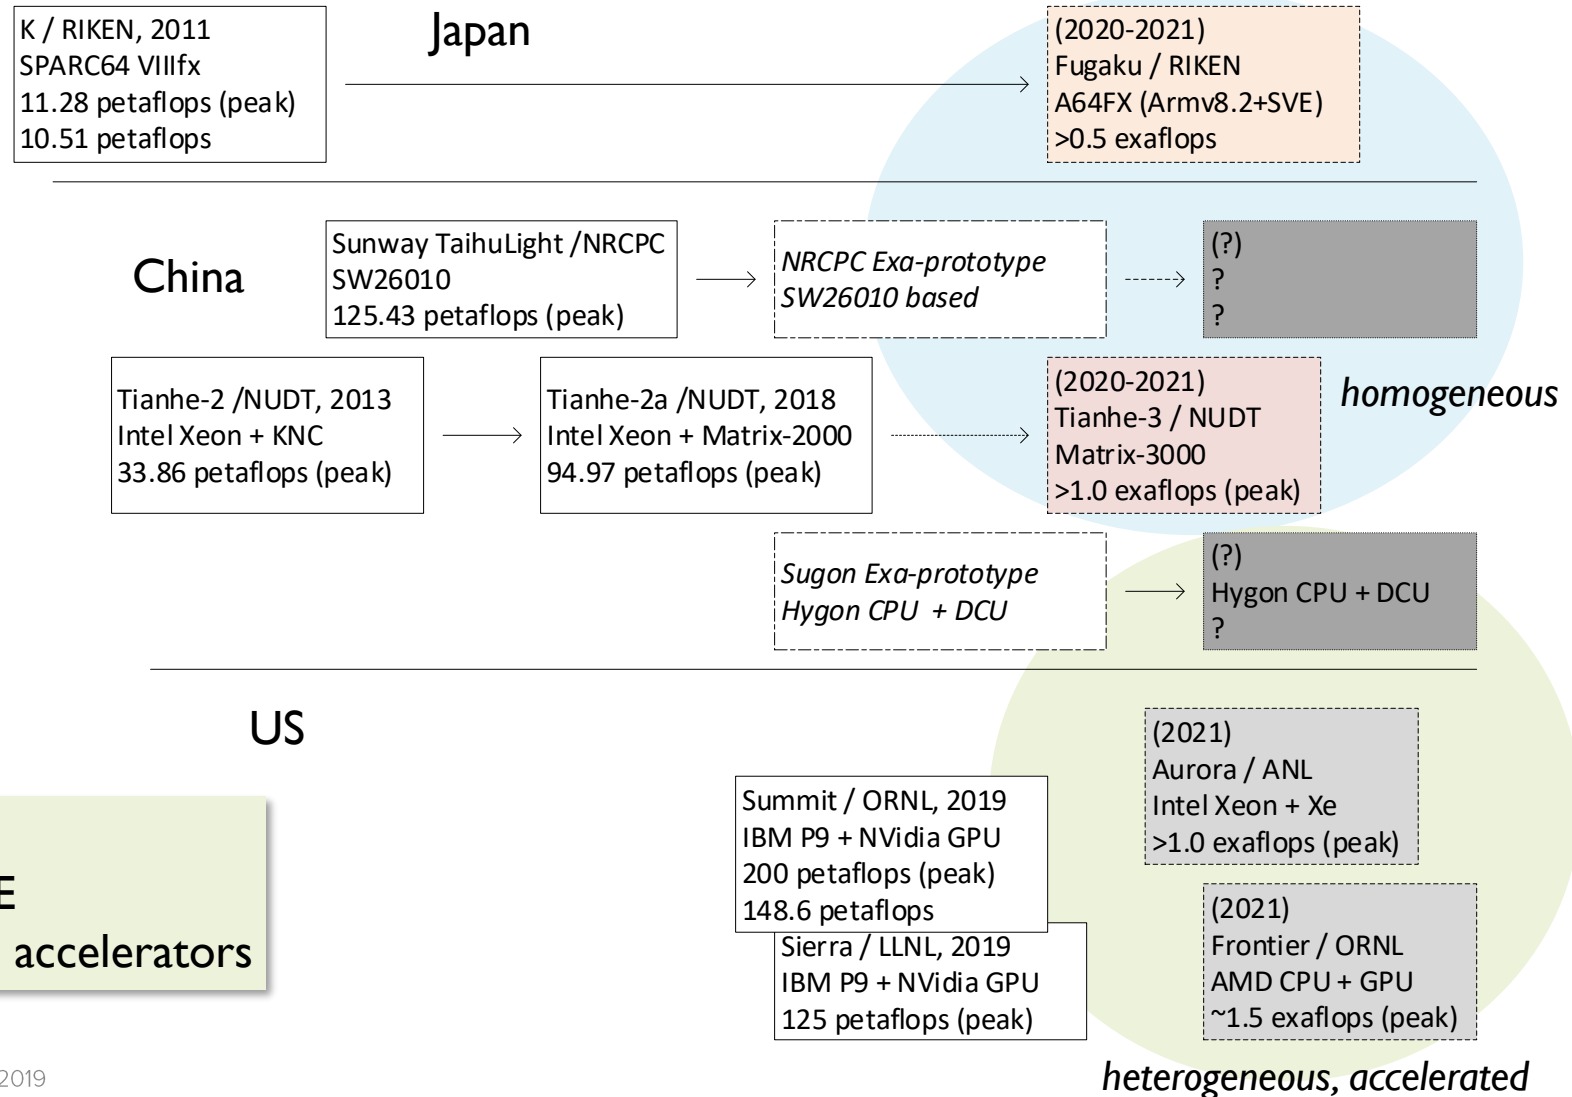 K / RIKEN, 2011
SPARC64 VIIIfx
11.28 petaflops (peak)
10.51 petaflops
Japan
(2020-2021)
Fugaku / RIKEN
A64FX (Armv8.2+SVE)
>0.5 exaflops
China
Sunway TaihuLight /NRCPC
SW26010
125.43 petaflops (peak)
NRCPC Exa-prototype
SW26010 based
(?)
?
?
Tianhe-2 /NUDT, 2013
Intel Xeon + KNC
33.86 petaflops (peak)
Tianhe-2a /NUDT, 2018
Intel Xeon + Matrix-2000
94.97 petaflops (peak)
(2020-2021)
Tianhe-3 / NUDT
Matrix-3000
>1.0 exaflops (peak)
homogeneous
Sugon Exa-prototype
Hygon CPU + DCU
(?)
Hygon CPU + DCU
?
US
Summit / ORNL, 2019
IBM P9 + NVidia GPU
200 petaflops (peak)
148.6 petaflops
Sierra / LLNL, 2019
IBM P9 + NVidia GPU
125 petaflops (peak)
(2021)
Aurora / ANL
Intel Xeon + Xe
>1.0 exaflops (peak)
(2021)
Frontier / ORNL
AMD CPU + GPU
~1.5 exaflops (peak)
heterogeneous, accelerated
E
accelerators
2019